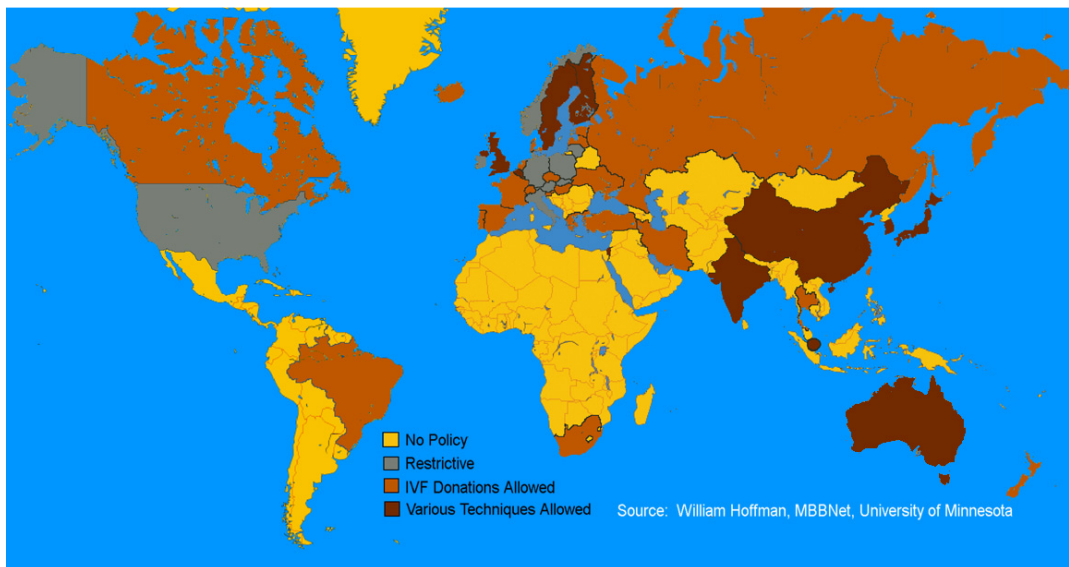 No Policy
Restrictive
IVF Donations Allowed
Various Techniques Allowed
Source: William Hoffman, MBBNet, University of Minnesota